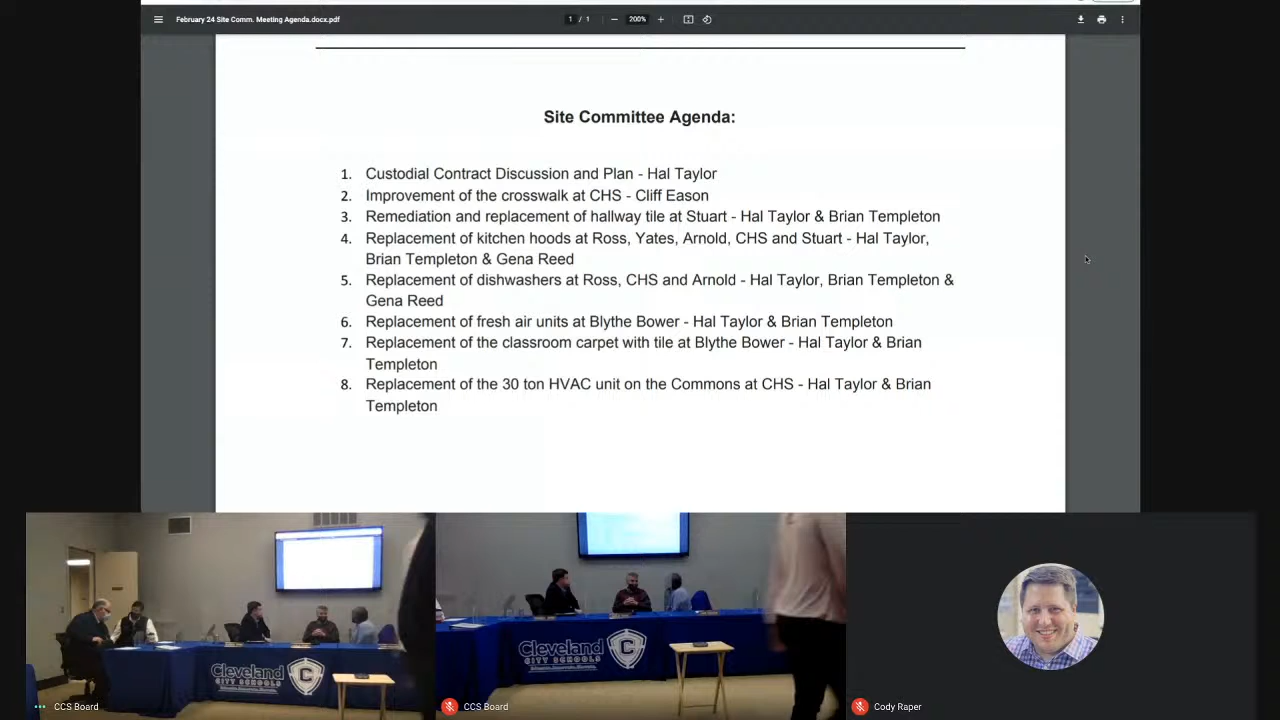 February 24 Site Comm. Meeting Agenda.docx.pdf
1 / 1
200%
Site Committee Agenda:
1. Custodial Contract Discussion and Plan - Hal Taylor
2. Improvement of the crosswalk at CHS - Cliff Eason
3. Remediation and replacement of hallway tile at Stuart - Hal Taylor & Brian Templeton
4. Replacement of kitchen hoods at Ross, Yates, Arnold, CHS and Stuart - Hal Taylor,
Brian Templeton & Gena Reed
5. Replacement of dishwashers at Ross, CHS and Arnold - Hal Taylor, Brian Templeton &
Gena Reed
6. Replacement of fresh air units at Blythe Bower - Hal Taylor & Brian Templeton
7. Replacement of the classroom carpet with tile at Blythe Bower - Hal Taylor & Brian
Templeton
8. Replacement of the 30 ton HVAC unit on the Commons at CHS - Hal Taylor & Brian
Templeton
Cleveland
CITY SCHOOLS
C
Cleveland
CITY SCHOOLS
C
CCS Board
CCS Board
Cody Raper